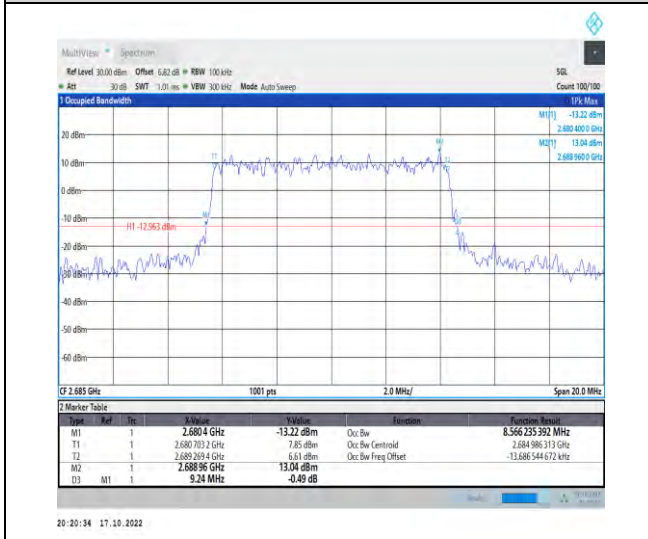 MultiView Spectrum
Ref Level 30.00 dBm Offset 6.82 dB RBW 100 kHz SGL
Att 30 dB SWT 1.01 ms VBW 300 kHz Mode Auto Sweep Count 100/100
1 Occupied Bandwidth 1Pk Max
M1[1] -13.22 dBm
2.680 400 0 GHz
M2[1] 13.04 dBm
2.688 960 0 GHz
20 dBm
10 dBm
0 dBm
-10 dBm
H1 -12.963 dBm
-20 dBm
-30 dBm
-40 dBm
-50 dBm
-60 dBm
T1
M2
T2
CF 2.685 GHz 1001 pts 2.0 MHz/ Span 20.0 MHz
2 Marker Table
Type Ref Trc X-Value Y-Value Function Function Result
M1 1 2.680 4 GHz -13.22 dBm Occ Bw 8.566 235 392 MHz
T1 1 2.680 703 2 GHz 7.85 dBm Occ Bw Centroid 2.684 986 313 GHz
T2 1 2.689 269 4 GHz 6.61 dBm Occ Bw Freq Offset -13.686 544 672 kHz
M2 1 2.688 96 GHz 13.04 dBm
D3 M1 1 9.24 MHz -0.49 dB
20:20:34 17.10.2022